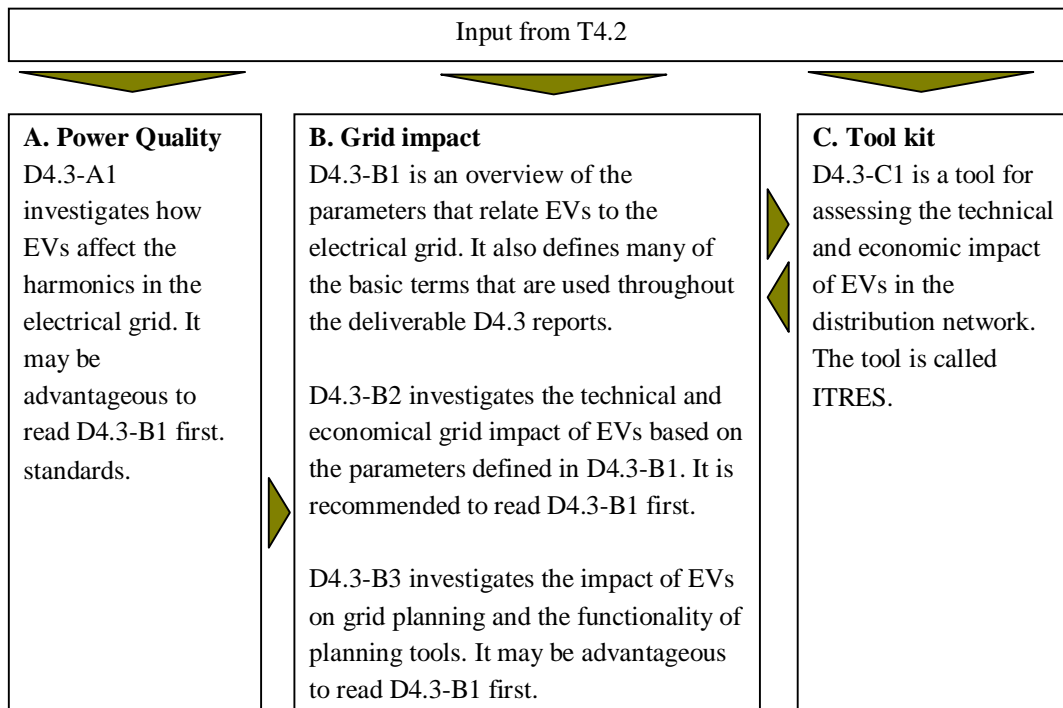 Input from T4.2
A. Power Quality
D4.3-A1
investigates how
EVs affect the
harmonics in the
electrical grid. It
may be
advantageous to
read D4.3-B1 first.
standards.
B. Grid impact
D4.3-B1 is an overview of the
parameters that relate EVs to the
electrical grid. It also defines many of
the basic terms that are used throughout
the deliverable D4.3 reports.
D4.3-B2 investigates the technical and
economical grid impact of EVs based on
the parameters defined in D4.3-B1. It is
recommended to read D4.3-B1 first.
D4.3-B3 investigates the impact of EVs
on grid planning and the functionality of
planning tools. It may be advantageous
to read D4.3-B1 first.
C. Tool kit
D4.3-C1 is a tool for
assessing the technical
and economic impact
of EVs in the
distribution network.
The tool is called
ITRES.